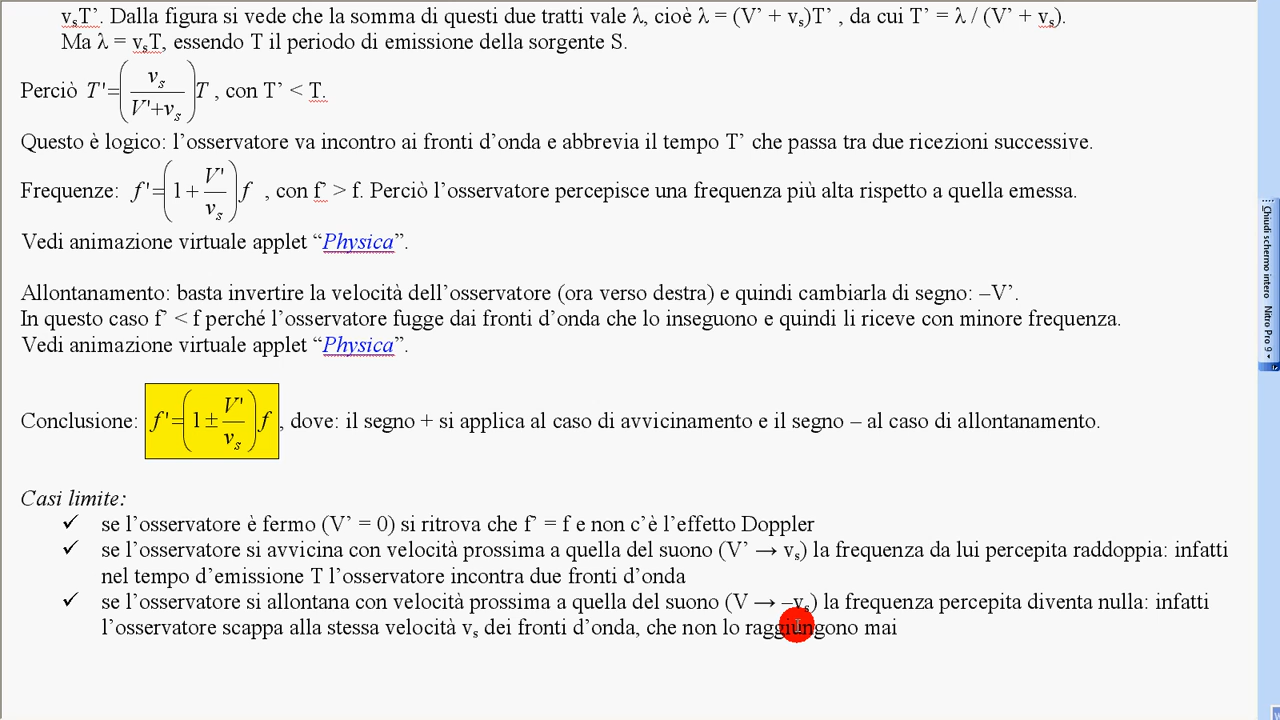 vsT’. Dalla figura si vede che la somma di questi due tratti vale λ, cioè λ = (V’ + vs)T’ , da cui T’ = λ / (V’ + vs).
Ma λ = vsT, essendo T il periodo di emissione della sorgente S.
Perciò T'=(vs/(V'+vs))T , con T’ < T.
Questo è logico: l’osservatore va incontro ai fronti d’onda e abbrevia il tempo T’ che passa tra due ricezioni successive.
Frequenze: f'=(1+V'/vs)f , con f’ > f. Perciò l’osservatore percepisce una frequenza più alta rispetto a quella emessa.
Vedi animazione virtuale applet “Physica”.
Allontanamento: basta invertire la velocità dell’osservatore (ora verso destra) e quindi cambiarla di segno: –V’.
In questo caso f’ < f perché l’osservatore fugge dai fronti d’onda che lo inseguono e quindi li riceve con minore frequenza.
Vedi animazione virtuale applet “Physica”.
Conclusione: f'=(1±V'/vs)f , dove: il segno + si applica al caso di avvicinamento e il segno – al caso di allontanamento.
Casi limite:
✓ se l’osservatore è fermo (V’ = 0) si ritrova che f’ = f e non c’è l’effetto Doppler
✓ se l’osservatore si avvicina con velocità prossima a quella del suono (V’ → vs) la frequenza da lui percepita raddoppia: infatti
nel tempo d’emissione T l’osservatore incontra due fronti d’onda
✓ se l’osservatore si allontana con velocità prossima a quella del suono (V → –vs) la frequenza percepita diventa nulla: infatti
l’osservatore scappa alla stessa velocità vs dei fronti d’onda, che non lo raggiungono mai
Chiudi schermo intero Nitro Pro 9